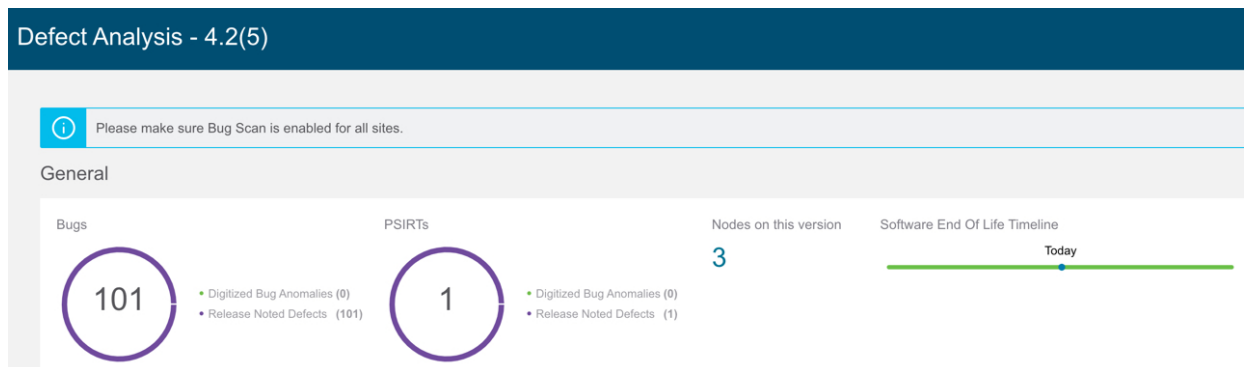 Defect Analysis - 4.2(5)
Please make sure Bug Scan is enabled for all sites.
General
Bugs
101
• Digitized Bug Anomalies (0)
• Release Noted Defects (101)
PSIRTs
1
• Digitized Bug Anomalies (0)
• Release Noted Defects (1)
Nodes on this version
3
Software End Of Life Timeline
Today